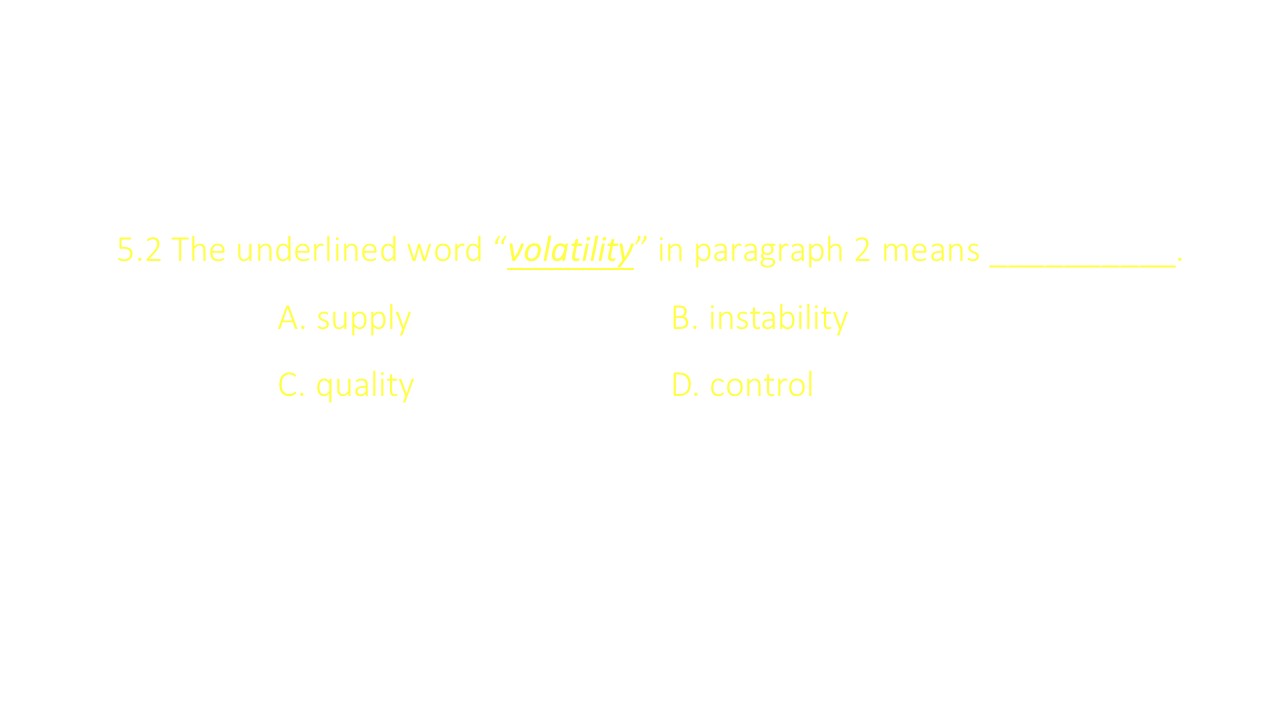 5.2 The underlined word “volatility” in paragraph 2 means __________.
A. supply B. instability
C. quality D. control